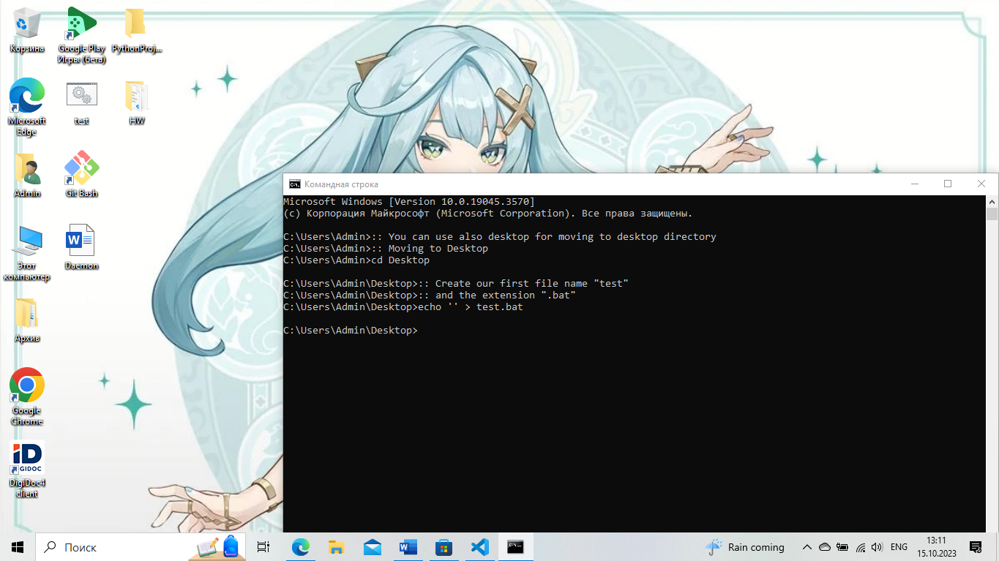 Корзина
Google Play
Игры (бета)
PythonProj...
Microsoft
Edge
test
HW
Admin
Git Bash
Этот
компьютер
Daemon
Архив
Google
Chrome
iD
GIDOC
DigiDoc4
client
Командная строка
Microsoft Windows [Version 10.0.19045.3570]
(c) Корпорация Майкрософт (Microsoft Corporation). Все права защищены.
C:\Users\Admin>:: You can use also desktop for moving to desktop directory
C:\Users\Admin>:: Moving to Desktop
C:\Users\Admin>cd Desktop
C:\Users\Admin\Desktop>:: Create our first file name "test"
C:\Users\Admin\Desktop>:: and the extension ".bat"
C:\Users\Admin\Desktop>echo '' > test.bat
C:\Users\Admin\Desktop>
Поиск
Rain coming
ENG
13:11
15.10.2023